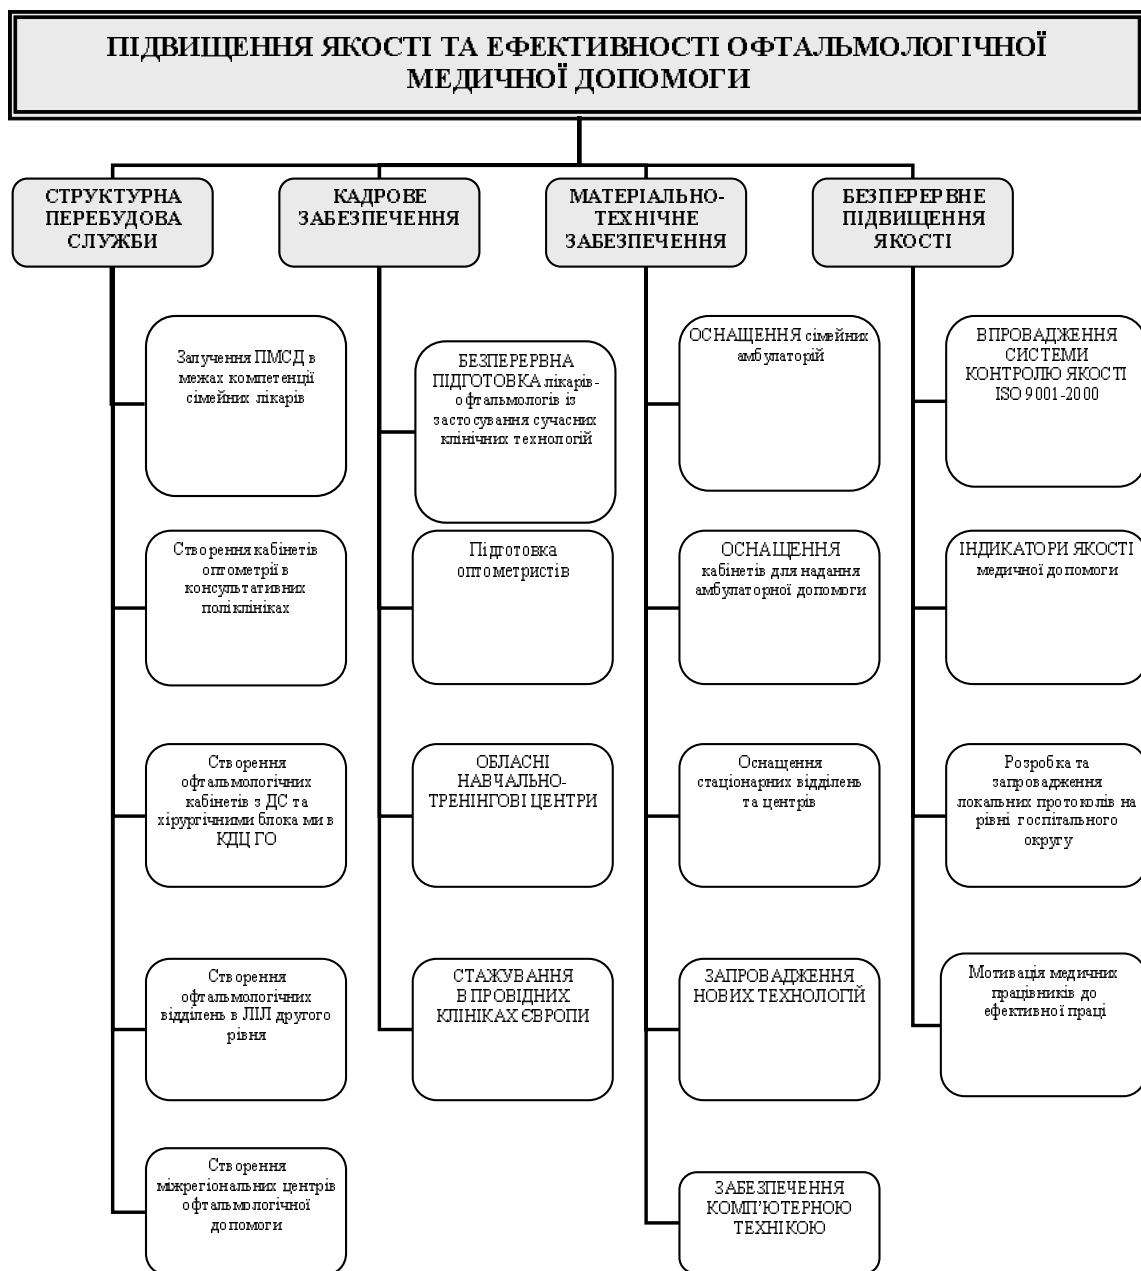 ПІДВИЩЕННЯ ЯКОСТІ ТА ЕФЕКТИВНОСТІ ОФТАЛЬМОЛОГІЧНОЇ
МЕДИЧНОЇ ДОПОМОГИ
СТРУКТУРНА
ПЕРЕБУДОВА
СЛУЖБИ
Залучення ПМСД в
межах компетенції
сімейних лікарів
Створення кабінетів
оптометрії в
консультативних
поліклініках
Створення
офтальмологічних
кабінетів з ДС та
хірургічними блока ми в
КДЦ ГО
Створення
офтальмологічних
відділень в ЛІЛ другого
рівня
Створення
міжрегіональних центрів
офтальмологічної
допомоги
КАДРОВЕ
ЗАБЕЗПЕЧЕННЯ
БЕЗПЕРЕРВНА
ПІДГОТОВКА лікарів-
офтальмологів із
застосування сучасних
клінічних технологій
Підготовка
оптометристів
ОБЛАСНІ
НАВЧАЛЬНО-
ТРЕНІНГОВІ ЦЕНТРИ
СТАЖУВАННЯ
В ПРОВІДНИХ
КЛІНІКАХ ЄВРОПИ
МАТЕРІАЛЬНО-
ТЕХНІЧНЕ
ЗАБЕЗПЕЧЕННЯ
ОСНАЩЕННЯ сімейних
амбулаторій
ОСНАЩЕННЯ
кабінетів для надання
амбулаторної допомоги
Оснащення
стаціонарних відділень
та центрів
ЗАПРОВАДЖЕННЯ
НОВИХ ТЕХНОЛОГІЙ
ЗАБЕЗПЕЧЕННЯ
КОМП'ЮТЕРНОЮ
ТЕХНІКОЮ
БЕЗПЕРЕРВНЕ
ПІДВИЩЕННЯ
ЯКОСТІ
ВПРОВАДЖЕННЯ
СИСТЕМИ
КОНТРОЛЮ ЯКОСТІ
ISO 9001-2000
ІНДИКАТОРИ ЯКОСТІ
медичної допомоги
Розробка та
запровадження
локальних протоколів на
рівні госпітального
округу
Мотивація медичних
працівників до
ефективної праці